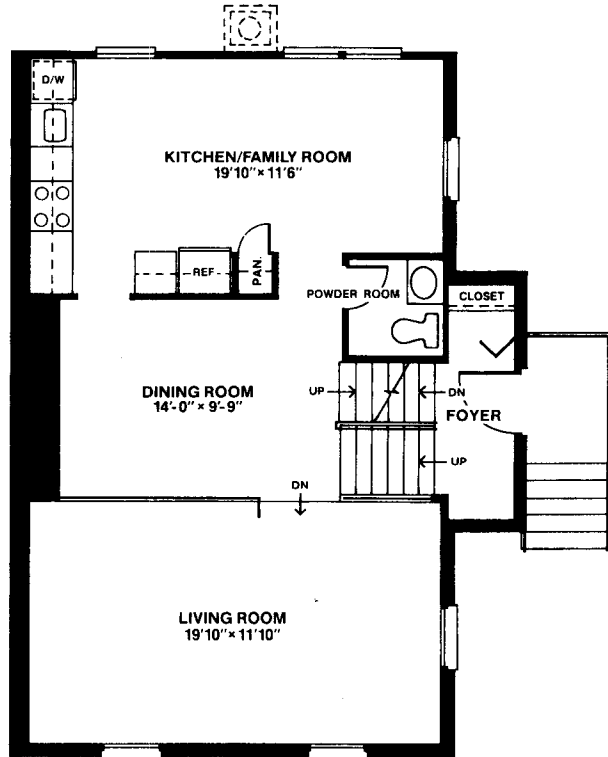 D/W
KITCHEN/FAMILY ROOM
19'10"×11'6"
REF
PAN.
POWDER ROOM
CLOSET
DINING ROOM
14'-0" × 9'-9"
UP
DN
FOYER
UP
DN
LIVING ROOM
19'10"×11'10"